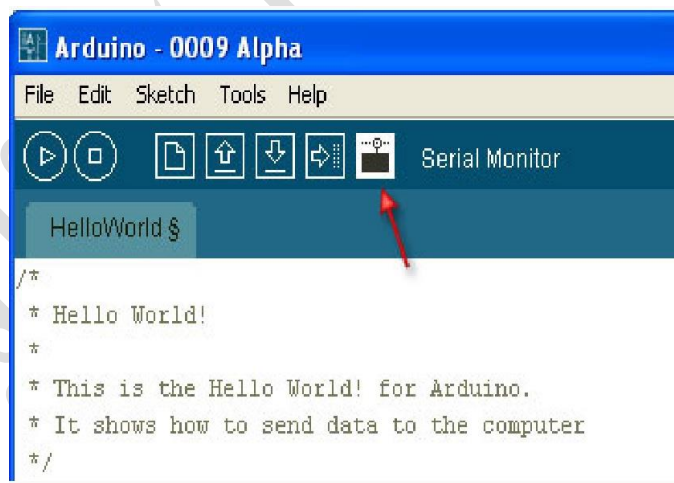 Arduino - 0009 Alpha
File Edit Sketch Tools Help
Serial Monitor
HelloWorld §
/*
* Hello World!
*
* This is the Hello World! for Arduino.
* It shows how to send data to the computer
*/